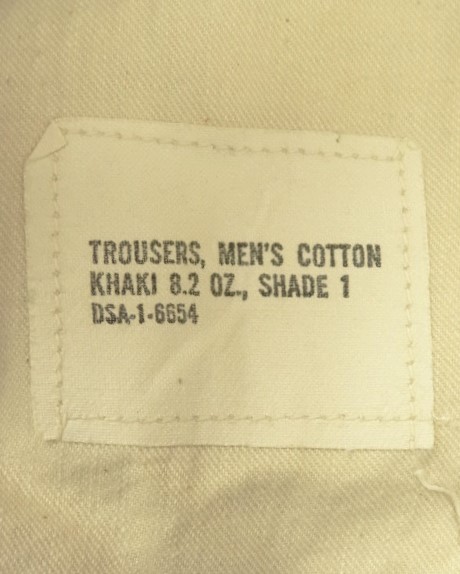 TROUSERS, MEN'S COTTON
KHAKI 8.2 OZ., SHADE 1
DSA-1-6654